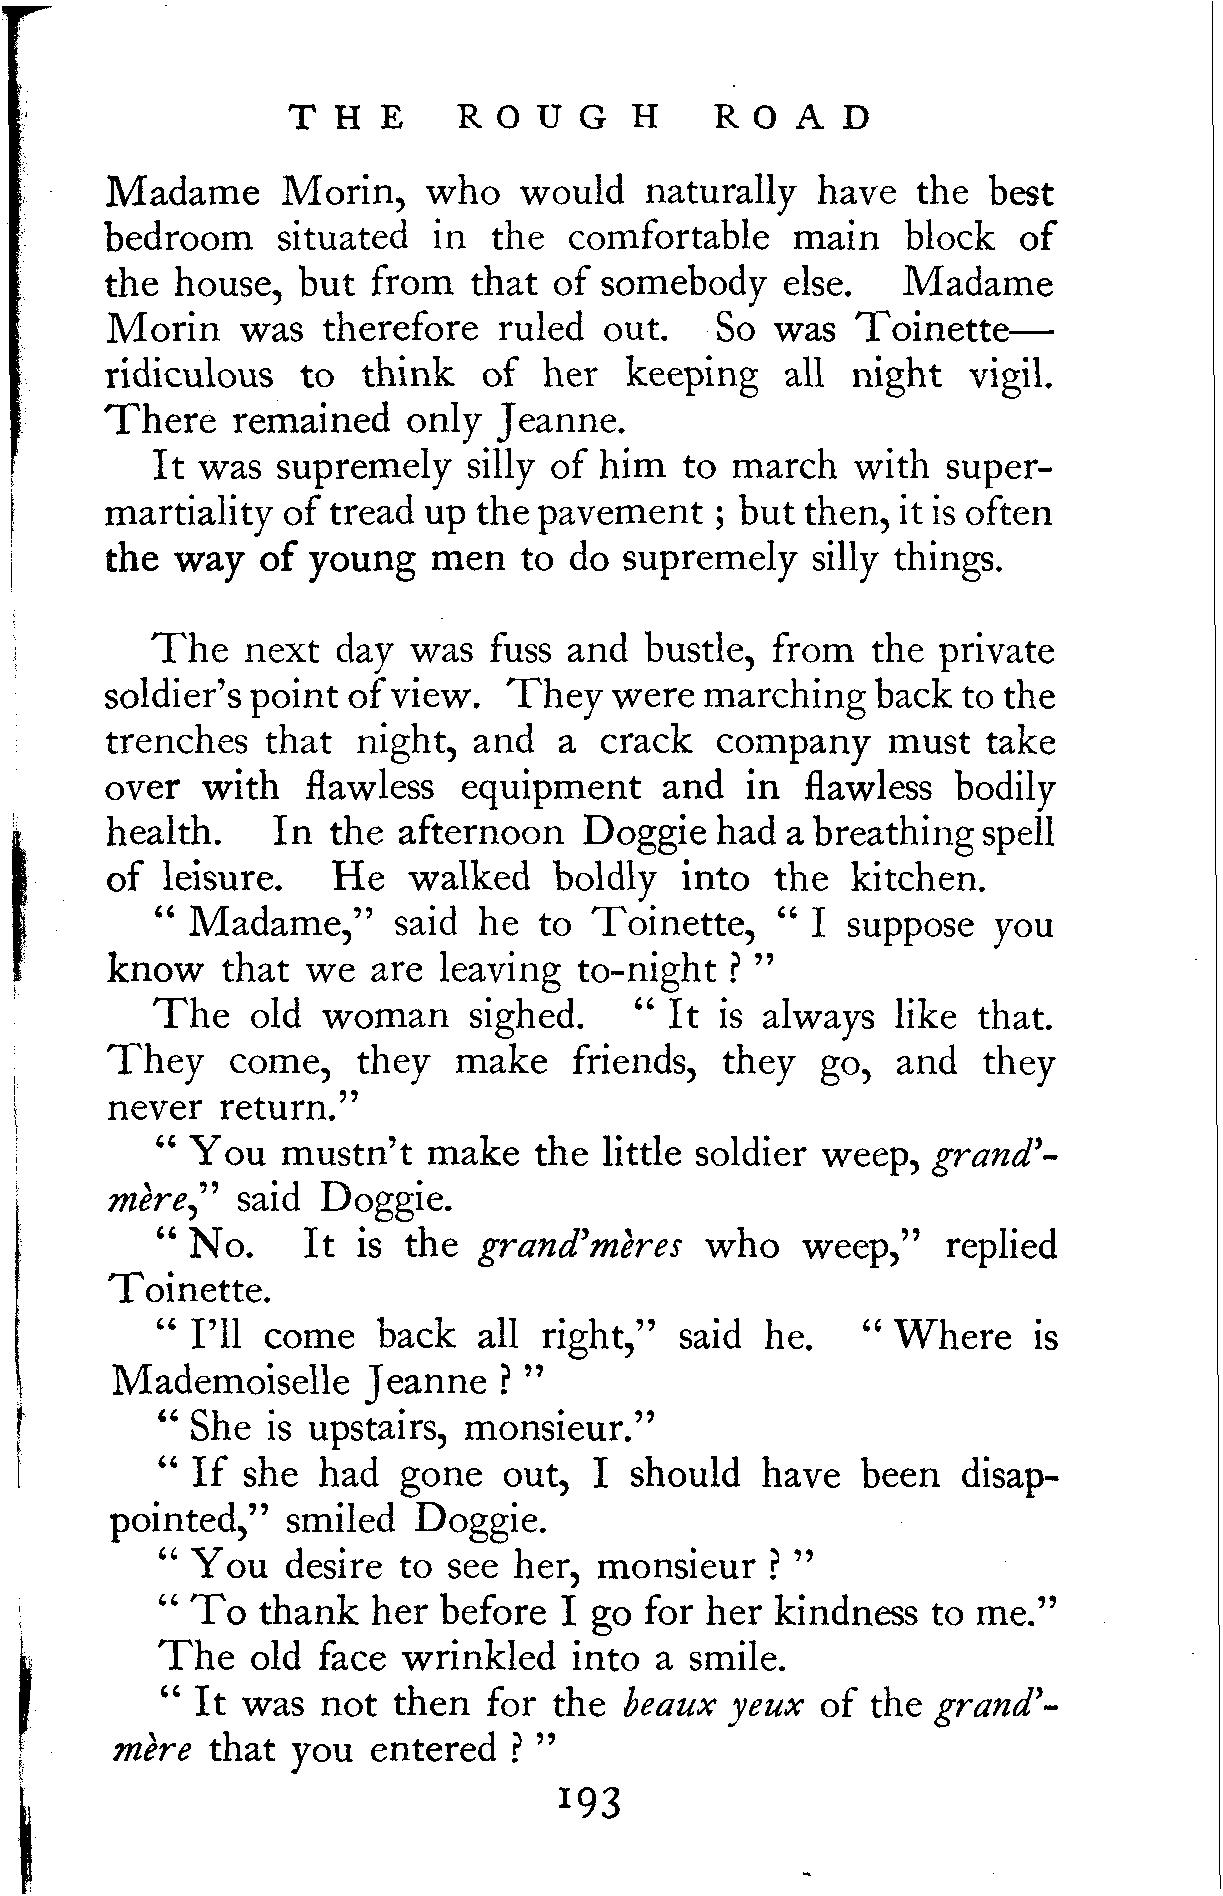 THE ROUGH ROAD
Madame Morin, who would naturally have the best
bedroom situated in the comfortable main block of
the house, but from that of somebody else. Madame
Morin was therefore ruled out. So was Toinette—
ridiculous to think of her keeping all night vigil.
There remained only Jeanne.
It was supremely silly of him to march with super-
martiality of tread up the pavement ; but then, it is often
the way of young men to do supremely silly things.
The next day was fuss and bustle, from the private
soldier's point of view. They were marching back to the
trenches that night, and a crack company must take
over with flawless equipment and in flawless bodily
health. In the afternoon Doggie had a breathing spell
of leisure. He walked boldly into the kitchen.
“ Madame,” said he to Toinette, “ I suppose you
know that we are leaving to-night ? ”
The old woman sighed. “ It is always like that.
They come, they make friends, they go, and they
never return.”
“ You mustn't make the little soldier weep, grand'-
mère,” said Doggie.
“ No. It is the grand'mères who weep,” replied
Toinette.
“ I'll come back all right,” said he. “ Where is
Mademoiselle Jeanne ? ”
“ She is upstairs, monsieur.”
“ If she had gone out, I should have been disap-
pointed,” smiled Doggie.
“ You desire to see her, monsieur ? ”
“ To thank her before I go for her kindness to me.”
The old face wrinkled into a smile.
“ It was not then for the beaux yeux of the grand'-
mère that you entered ? ”
193